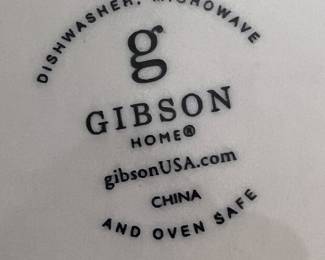 DISHWASHER, MICROWAVE
g
GIBSON
HOME®
gibsonUSA.com
CHINA
AND OVEN SAFE